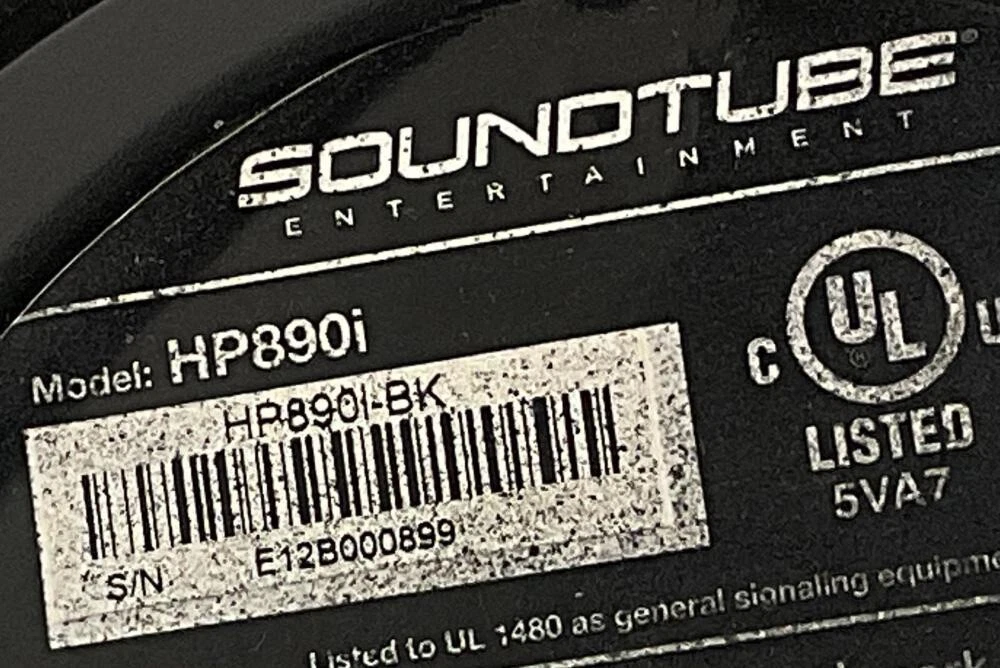 SOUNDTUBE
ENTERTAINMENT
Model: HP890i
HP890I-BK
S/N E12B000899
C UL ® U
LISTED
5VA7
Listed to UL 1480 as general signaling equipme